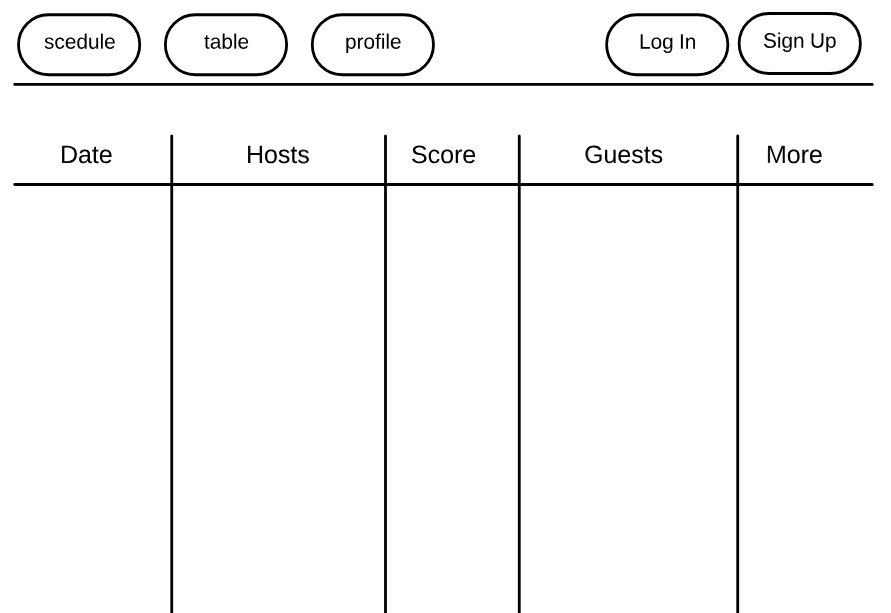 scedule table profile Log In Sign Up
Date Hosts Score Guests More